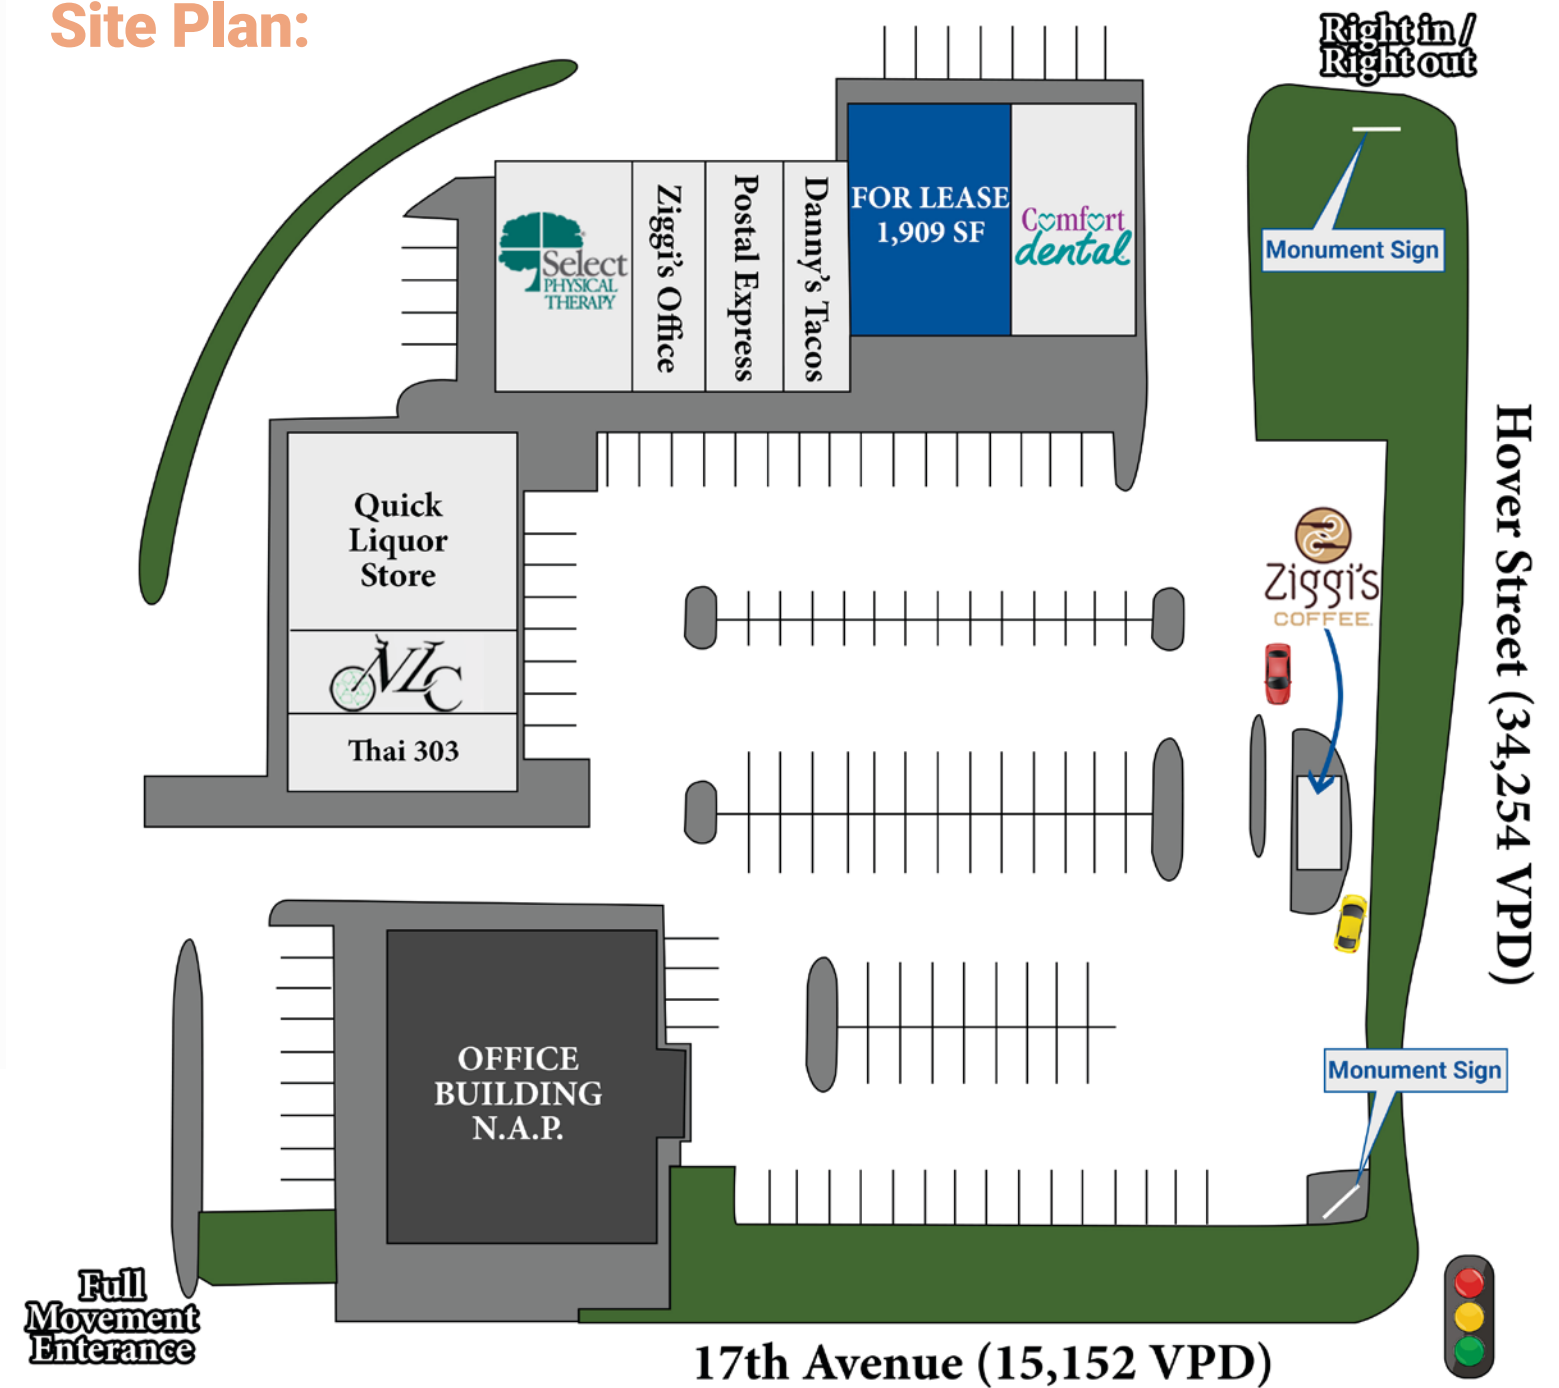 Site Plan:
Right in /
Right out
Monument Sign
FOR LEASE
1,909 SF
Comfort
dental
Select
PHYSICAL
THERAPY
Ziggi's Office
Postal Express
Danny's Tacos
Quick
Liquor
Store
NLC
Thai 303
Ziggi's
COFFEE
Hover Street (34,254 VPD)
OFFICE
BUILDING
N.A.P.
Monument Sign
Full
Movement
Enterance
17th Avenue (15,152 VPD)